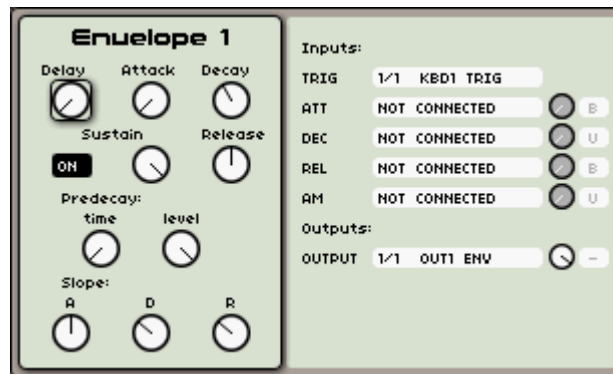 Envelope 1
Delay Attack Decay
Sustain Release
ON
Predecay:
time level
Slope:
A D R
Inputs:
TRIG 1/1 KBD1 TRIG
ATT NOT CONNECTED B
DEC NOT CONNECTED U
REL NOT CONNECTED B
AM NOT CONNECTED U
Outputs:
OUTPUT 1/1 OUT1 ENV -